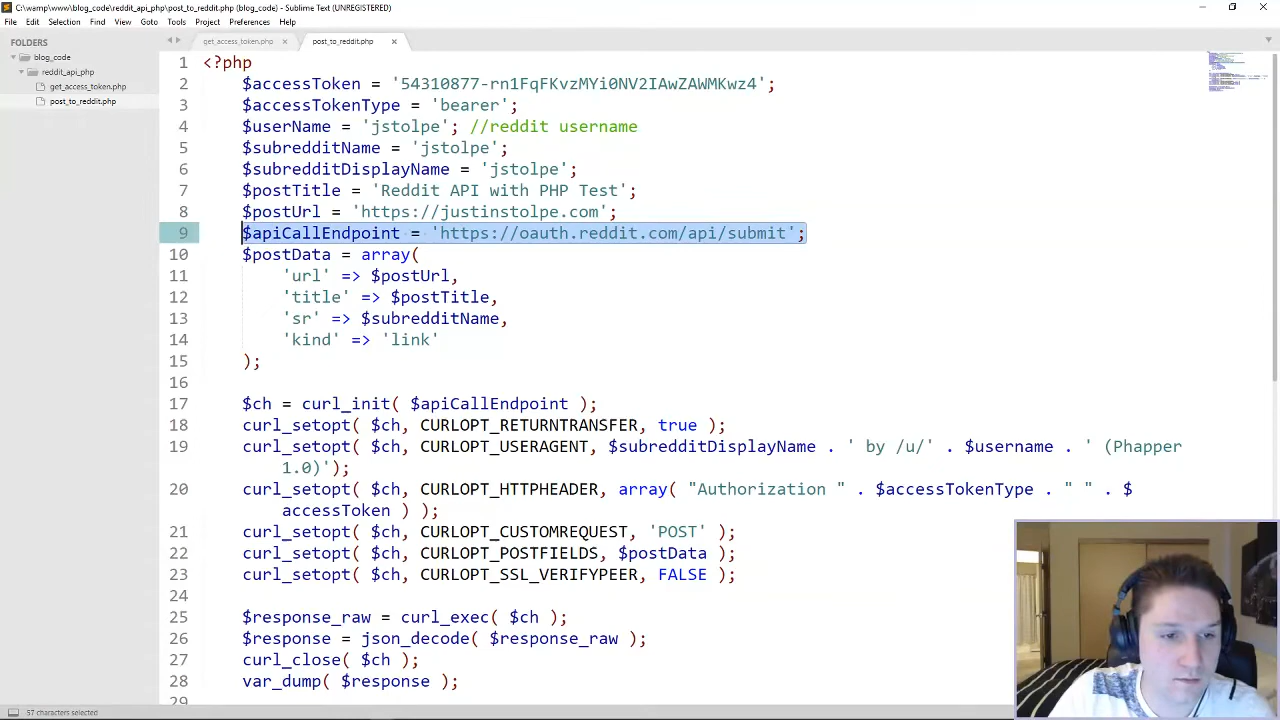 C:\wamp\www\blog_code\reddit_api_php\post_to_reddit.php (blog_code) - Sublime Text (UNREGISTERED)
File Edit Selection Find View Goto Tools Project Preferences Help
FOLDERS
blog_code
reddit_api_php
get_access_token.php
post_to_reddit.php
get_access_token.php × post_to_reddit.php ×
1 <?php
2 $accessToken = '54310877-rn1FqFKvzMYi0NV2IAwZAWMKwz4';
3 $accessTokenType = 'bearer';
4 $userName = 'jstolpe'; //reddit username
5 $subredditName = 'jstolpe';
6 $subredditDisplayName = 'jstolpe';
7 $postTitle = 'Reddit API with PHP Test';
8 $postUrl = 'https://justinstolpe.com';
9 $apiCallEndpoint = 'https://oauth.reddit.com/api/submit';
10 $postData = array(
11 'url' => $postUrl,
12 'title' => $postTitle,
13 'sr' => $subredditName,
14 'kind' => 'link'
15 );
16
17 $ch = curl_init( $apiCallEndpoint );
18 curl_setopt( $ch, CURLOPT_RETURNTRANSFER, true );
19 curl_setopt( $ch, CURLOPT_USERAGENT, $subredditDisplayName . ' by /u/' . $username . ' (Phapper
1.0)');
20 curl_setopt( $ch, CURLOPT_HTTPHEADER, array( "Authorization " . $accessTokenType . " " . $
accessToken ) );
21 curl_setopt( $ch, CURLOPT_CUSTOMREQUEST, 'POST' );
22 curl_setopt( $ch, CURLOPT_POSTFIELDS, $postData );
23 curl_setopt( $ch, CURLOPT_SSL_VERIFYPEER, FALSE );
24
25 $response_raw = curl_exec( $ch );
26 $response = json_decode( $response_raw );
27 curl_close( $ch );
28 var_dump( $response );
29
57 characters selected